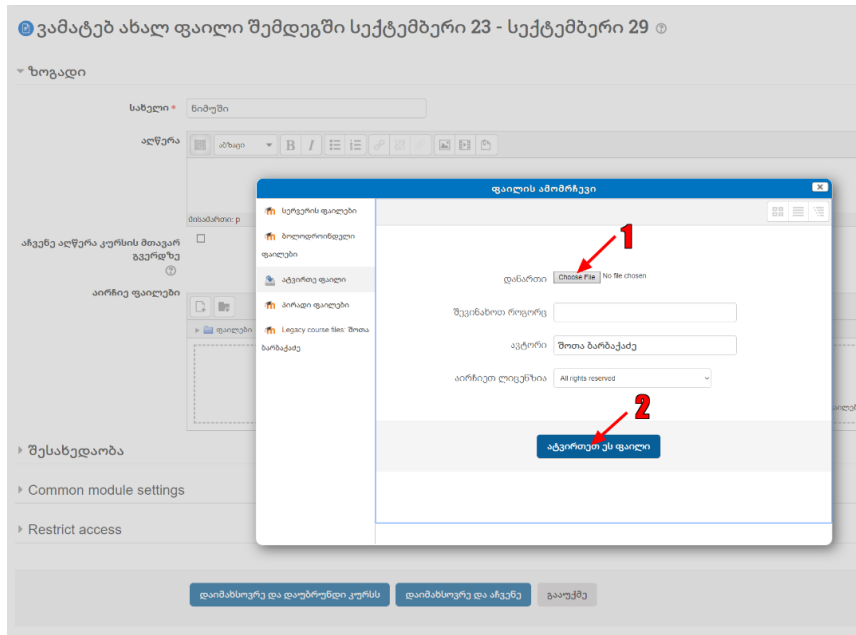 ვამატებ ახალ ფაილი შემდეგში სექტემბერი 23 - სექტემბერი 29
ზოგადი
სახელი *
ნიმუში
აღწერა
აბზაცი
B I
მისამართი: p
აჩვენე აღწერა კურსის მთავარ
გვერდზე
აირჩიე ფაილები
ფაილები
ფაილის ამომრჩევი
სერვერის ფაილები
ბოლოდროინდელი
ფაილები
ატვირთე ფაილი
პირადი ფაილები
Legacy course files: შოთა
ბარბაქაძე
1
დანართი
Choose File No file chosen
შევინახოთ როგორც
ავტორი
შოთა ბარბაქაძე
აირჩიეთ ლიცენზია
All rights reserved
2
ატვირთეთ ეს ფაილი
შესახედაობა
Common module settings
Restrict access
დაიმახსოვრე და დაუბრუნდი კურსს
დაიმახსოვრე და აჩვენე
გააუქმე